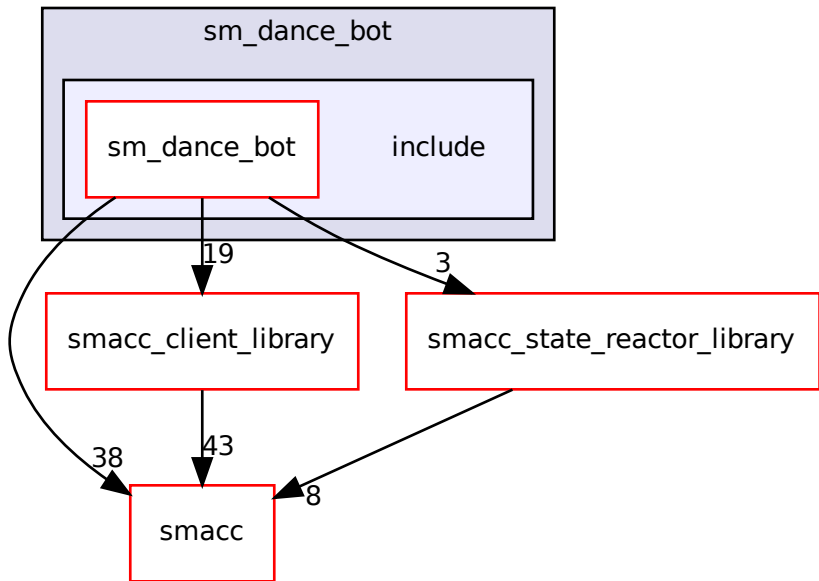 sm_dance_bot
sm_dance_bot
include
19
3
smacc_client_library
smacc_state_reactor_library
38
43
8
smacc